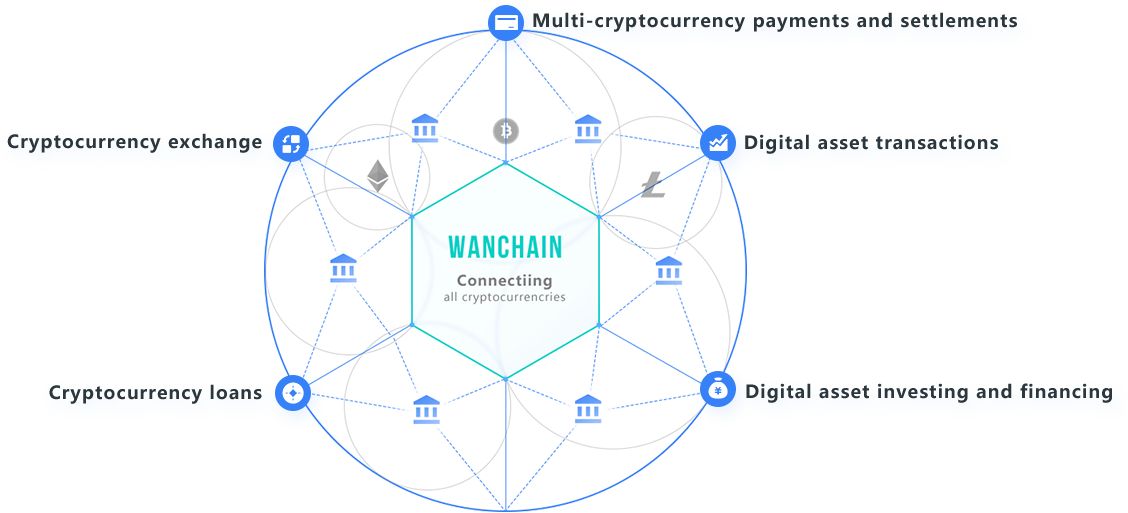 Multi-cryptocurrency payments and settlements
Cryptocurrency exchange
Digital asset transactions
WANCHAIN
Connectiing
all cryptocurrencries
Cryptocurrency loans
Digital asset investing and financing